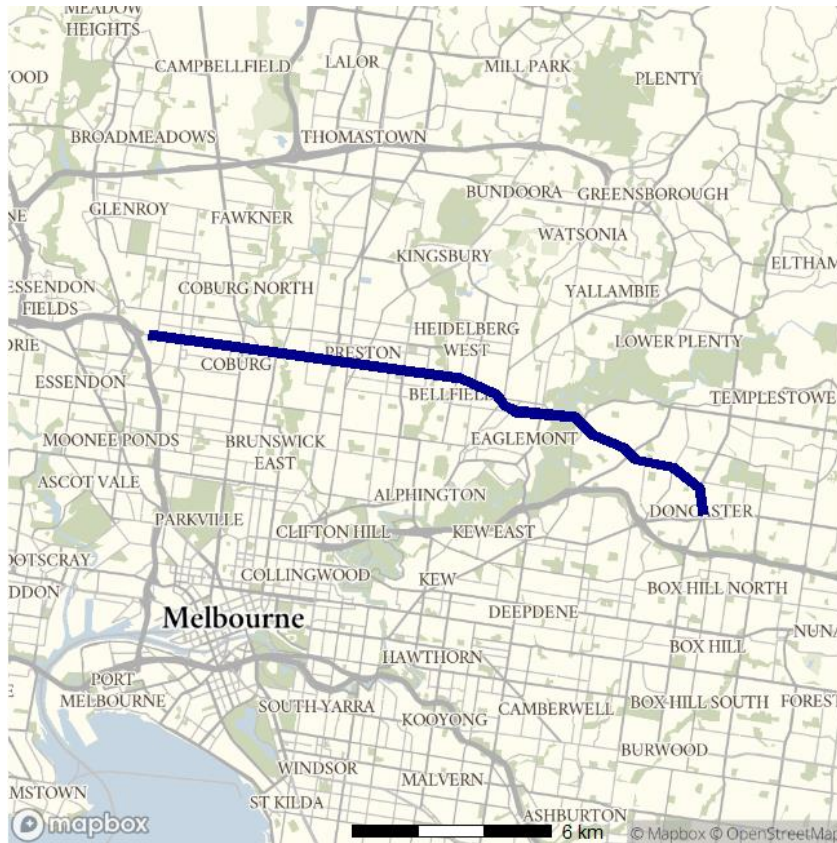 MEADOW
HEIGHTS
OOD
CAMPBELLFIELD
LALOR
MILL PARK
PLENTY
BROADMEADOWS
THOMASTOWN
BUNDOORA
GREENSBOROUGH
NE
GLENROY
FAWKNER
WATSONIA
KINGSBURY
ELTHAM
ESSENDON
FIELDS
COBURG NORTH
YALLAMBIE
HEIDELBERG
WEST
LOWER PLENTY
DRIE
COBURG
PRESTON
ESSENDON
BELLFIEL
TEMPLESTOWE
MOONEE PONDS
BRUNSWICK
EAST
EAGLEMONT
ASCOT VALE
ALPHINGTON
PARKVILLE
CLIFTON HILL
KEW EAST
DONCASTER
OOTSCRAY
COLLINGWOOD
KEW
DDON
BOX HILL NORTH
Melbourne
DEEPDENE
BOX HILL
NUNA
HAWTHORN
PORT
MELBOURNE
SOUTH YARRA
KOOYONG
CAMBERWELL
BOX HILL SOUTH
FOREST
BURWOOD
WINDSOR
MALVERN
MSTOWN
ST KILDA
ASHBURTON
mapbox
6 km
© Mapbox © OpenStreetMap